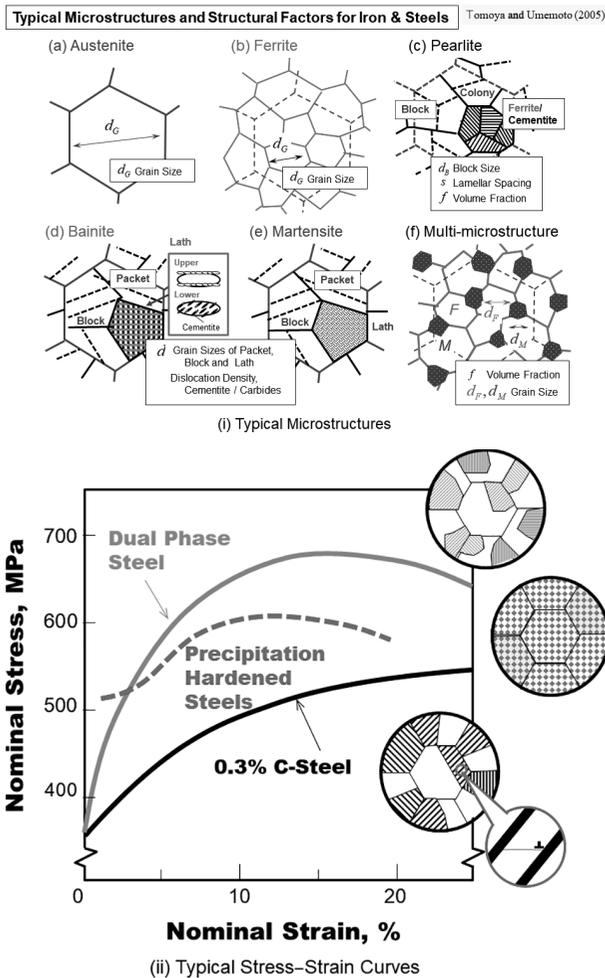 Typical Microstructures and Structural Factors for Iron & Steels
Tomoya and Umemoto (2005)
(a) Austenite
d_G
d_G Grain Size
(b) Ferrite
d_G
d_G Grain Size
(c) Pearlite
Colony
Block
Ferrite/
Cementite
d_B Block Size
s Lamellar Spacing
f Volume Fraction
(d) Bainite
Lath
Packet
Upper
Lower
Block
Cementite
d Grain Sizes of Packet,
Block and Lath
Dislocation Density,
Cementite / Carbides
(e) Martensite
Packet
Block
Lath
(f) Multi-microstructure
F
d_F
M
d_M
f Volume Fraction
d_F, d_M Grain Size
(i) Typical Microstructures
Nominal Stress, MPa
700
600
500
400
Dual Phase
Steel
Precipitation
Hardened
Steels
0.3% C-Steel
0
10
20
Nominal Strain, %
(ii) Typical Stress–Strain Curves